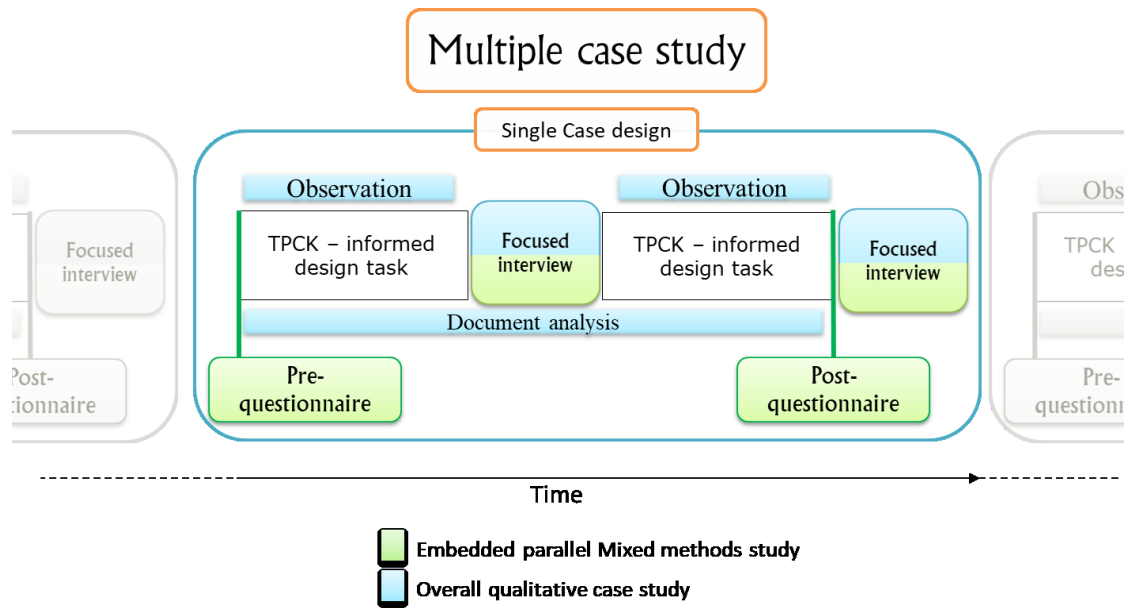 Multiple case study
Single Case design
Observation
Observation
Obs
TPCK – informed
design task
Focused
interview
TPCK – informed
design task
Focused
interview
Focused
interview
TPCK
des
Document analysis
Post-
tionnaire
Pre-
questionnaire
Post-
questionnaire
Pre-
questionn
Time
Embedded parallel Mixed methods study
Overall qualitative case study